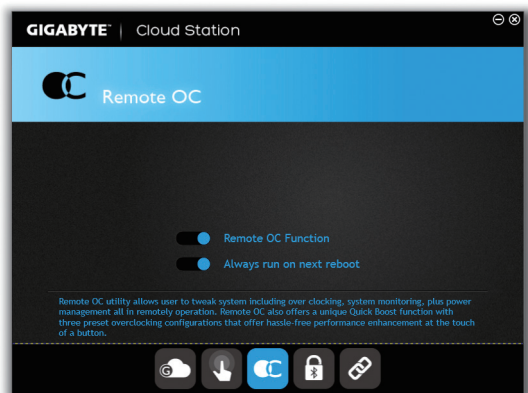 GIGABYTE™ | Cloud Station
Remote OC
Remote OC Function
Always run on next reboot
Remote OC utility allows user to tweak system including over clocking, system monitoring, plus power
management all in remotely operation. Remote OC also offers a unique Quick Boost function with
three preset overclocking configurations that offer hassle-free performance enhancement at the touch
of a button.
G